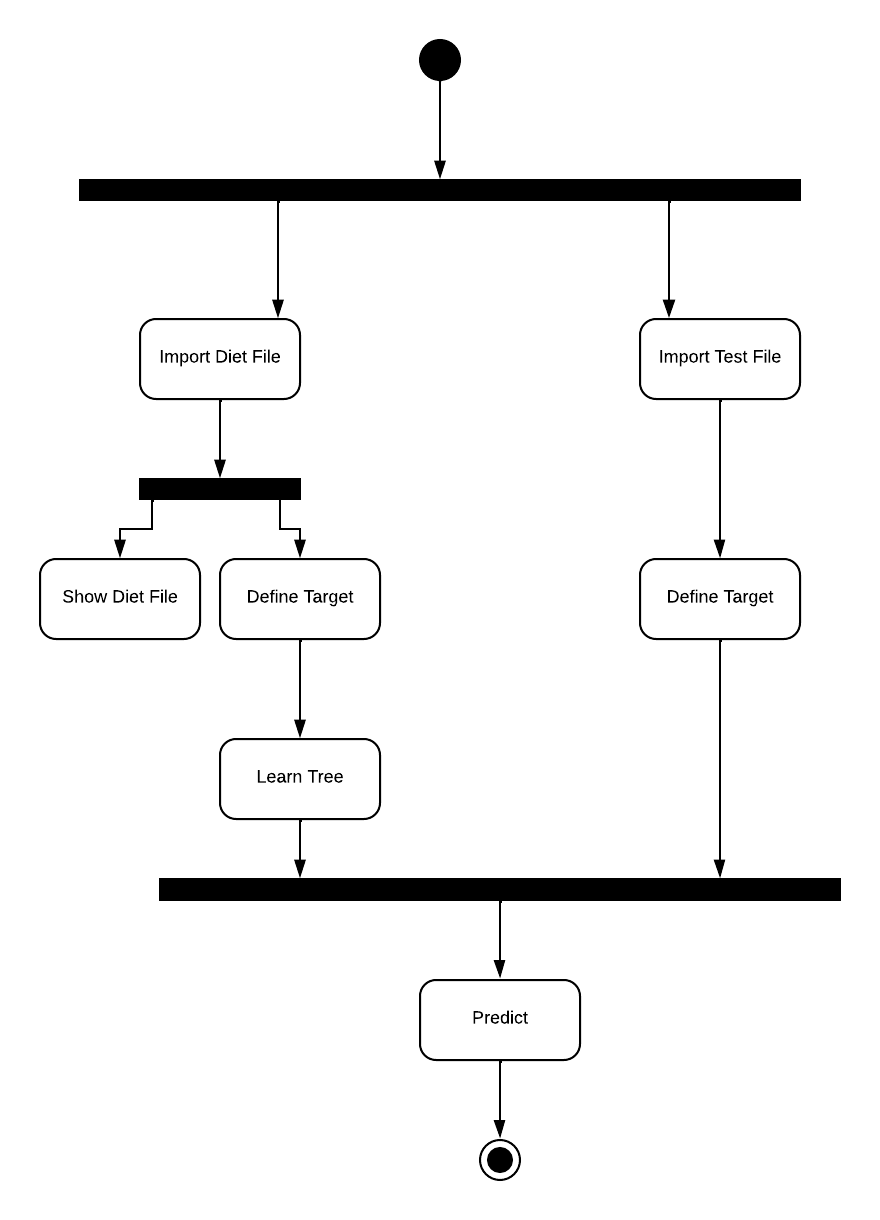 Import Diet File
Import Test File
Show Diet File
Define Target
Define Target
Learn Tree
Predict